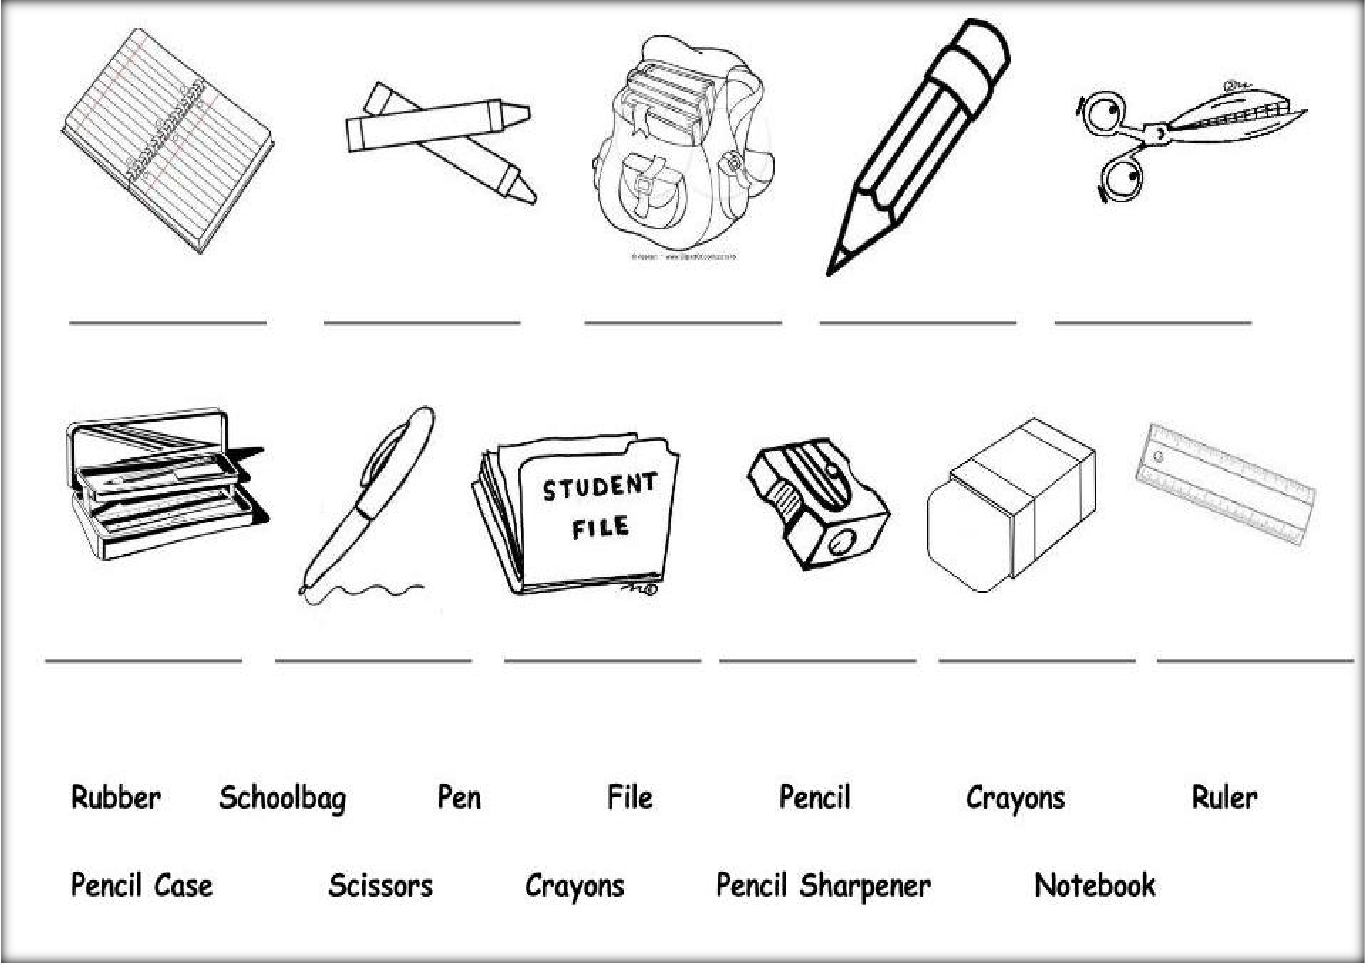 STUDENT
FILE
Rubber Schoolbag Pen File Pencil Crayons Ruler
Pencil Case Scissors Crayons Pencil Sharpener Notebook